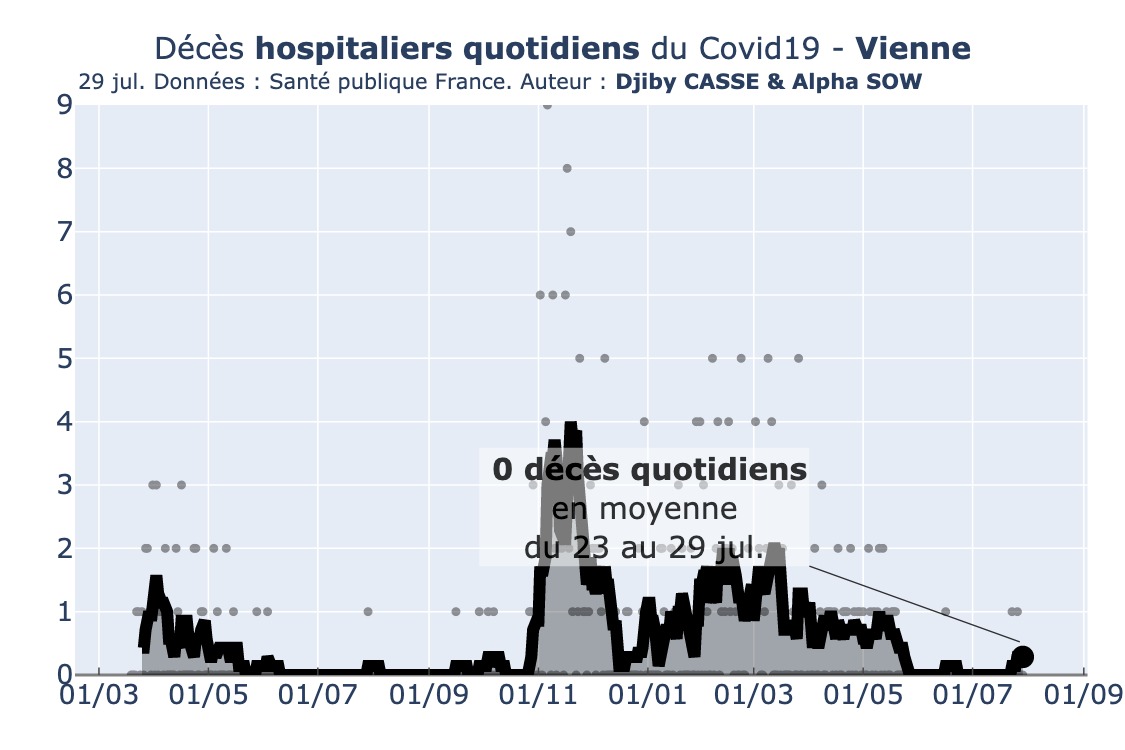 Décès hospitaliers quotidiens du Covid19 - Vienne
29 jul. Données : Santé publique France. Auteur : Djiby CASSE & Alpha SOW
9
8
7
6
5
4
3
2
1
0
0 décès quotidiens
en moyenne
du 23 au 29 jul.
01/03 01/05 01/07 01/09 01/11 01/01 01/03 01/05 01/07 01/09